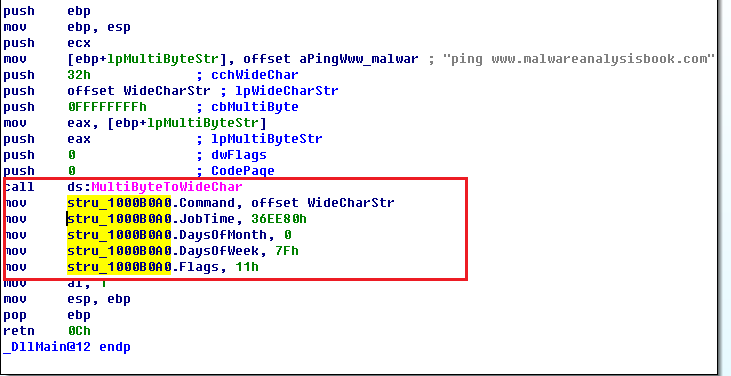 push ebp
mov ebp, esp
push ecx
mov [ebp+lpMultiByteStr], offset aPingWww_malwar ; "ping www.malwareanalysisbook.com"
push 32h ; cchWideChar
push offset WideCharStr ; lpWideCharStr
push 0FFFFFFFFh ; cbMultiByte
mov eax, [ebp+lpMultiByteStr]
push eax ; lpMultiByteStr
push 0 ; dwFlags
push 0 ; CodePage
call ds:MultiByteToWideChar
mov stru_1000B0A0.Command, offset WideCharStr
mov stru_1000B0A0.JobTime, 36EE80h
mov stru_1000B0A0.DaysOfMonth, 0
mov stru_1000B0A0.DaysOfWeek, 7Fh
mov stru_1000B0A0.Flags, 11h
mov al, 1
mov esp, ebp
pop ebp
retn 0Ch
_DllMain@12 endp